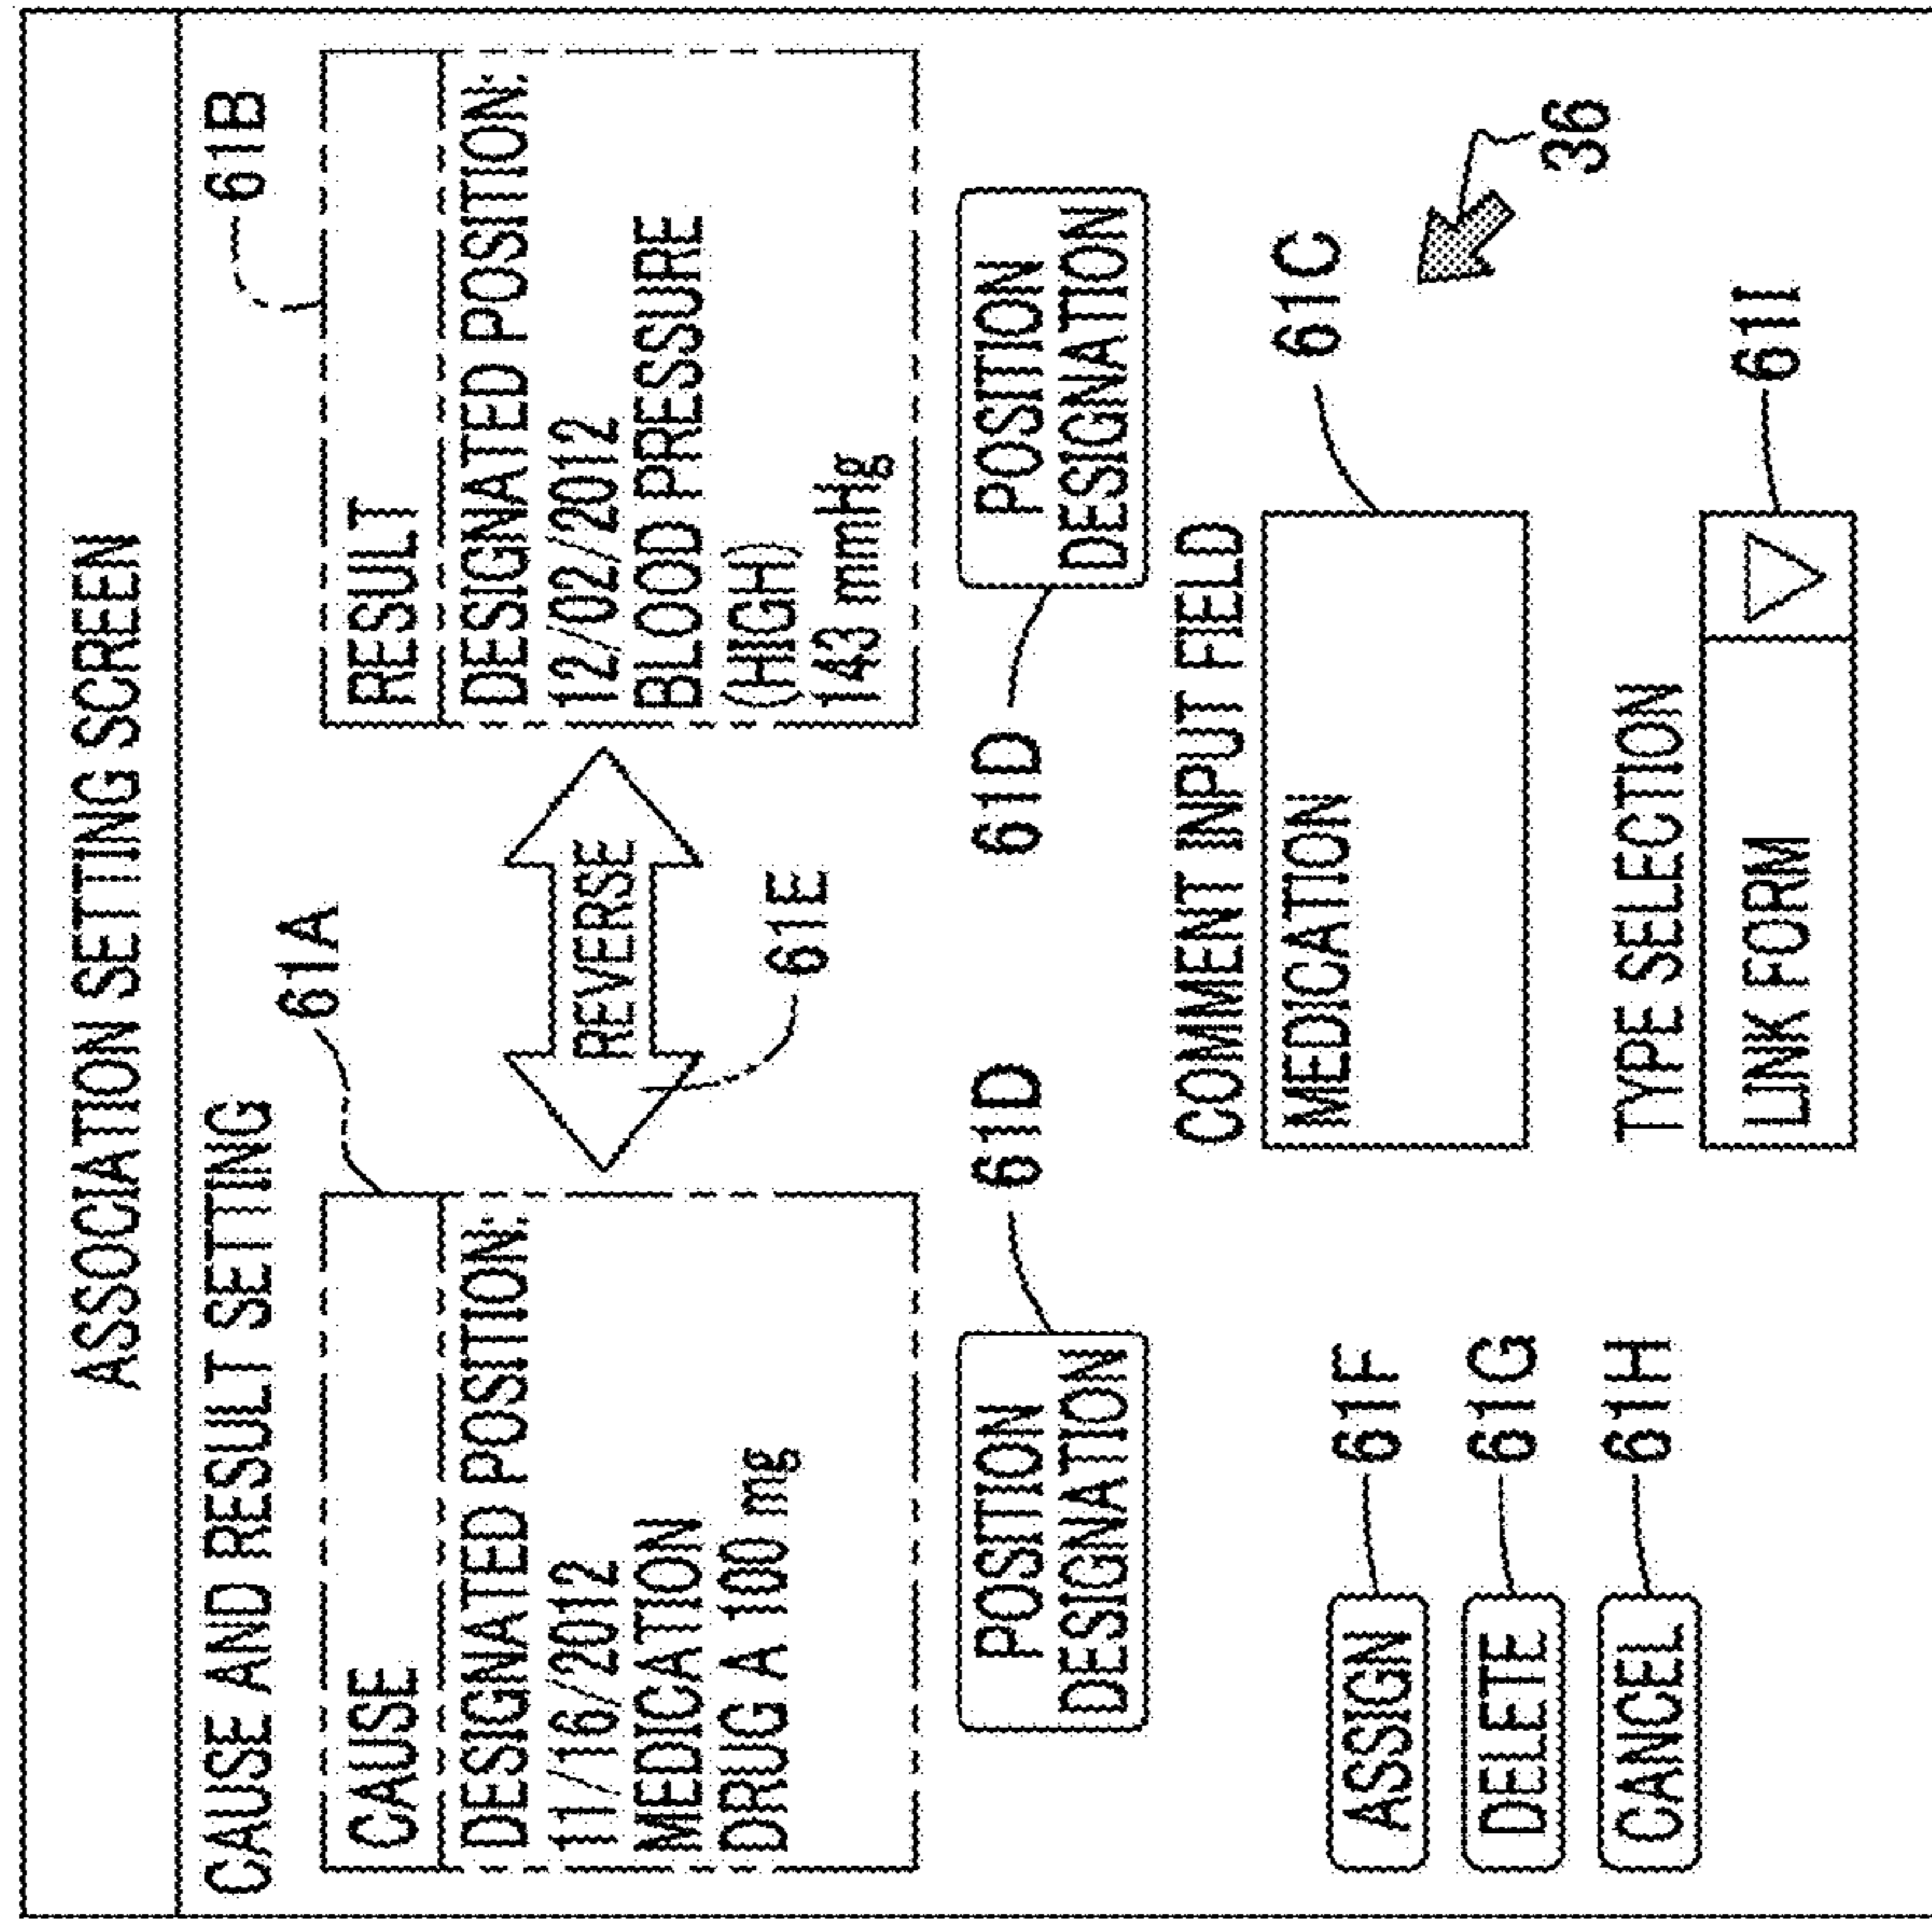 ASSOCIATION SETTING SCREEN
CAUSE AND RESULT SETTING
61A
61B
CAUSE
DESIGNATED POSITION:
11/16/2012
MEDICATION
DRUG A 100 mg
REVERSE
61E
RESULT
DESIGNATED POSITION:
12/02/2012
BLOOD PRESSURE
(HIGH)
143 mmHg
POSITION
DESIGNATION
61D
61D
POSITION
DESIGNATION
COMMENT INPUT FIELD
MEDICATION
61C
ASSIGN
61F
DELETE
61G
CANCEL
61H
36
TYPE SELECTION
LINK FORM
61I